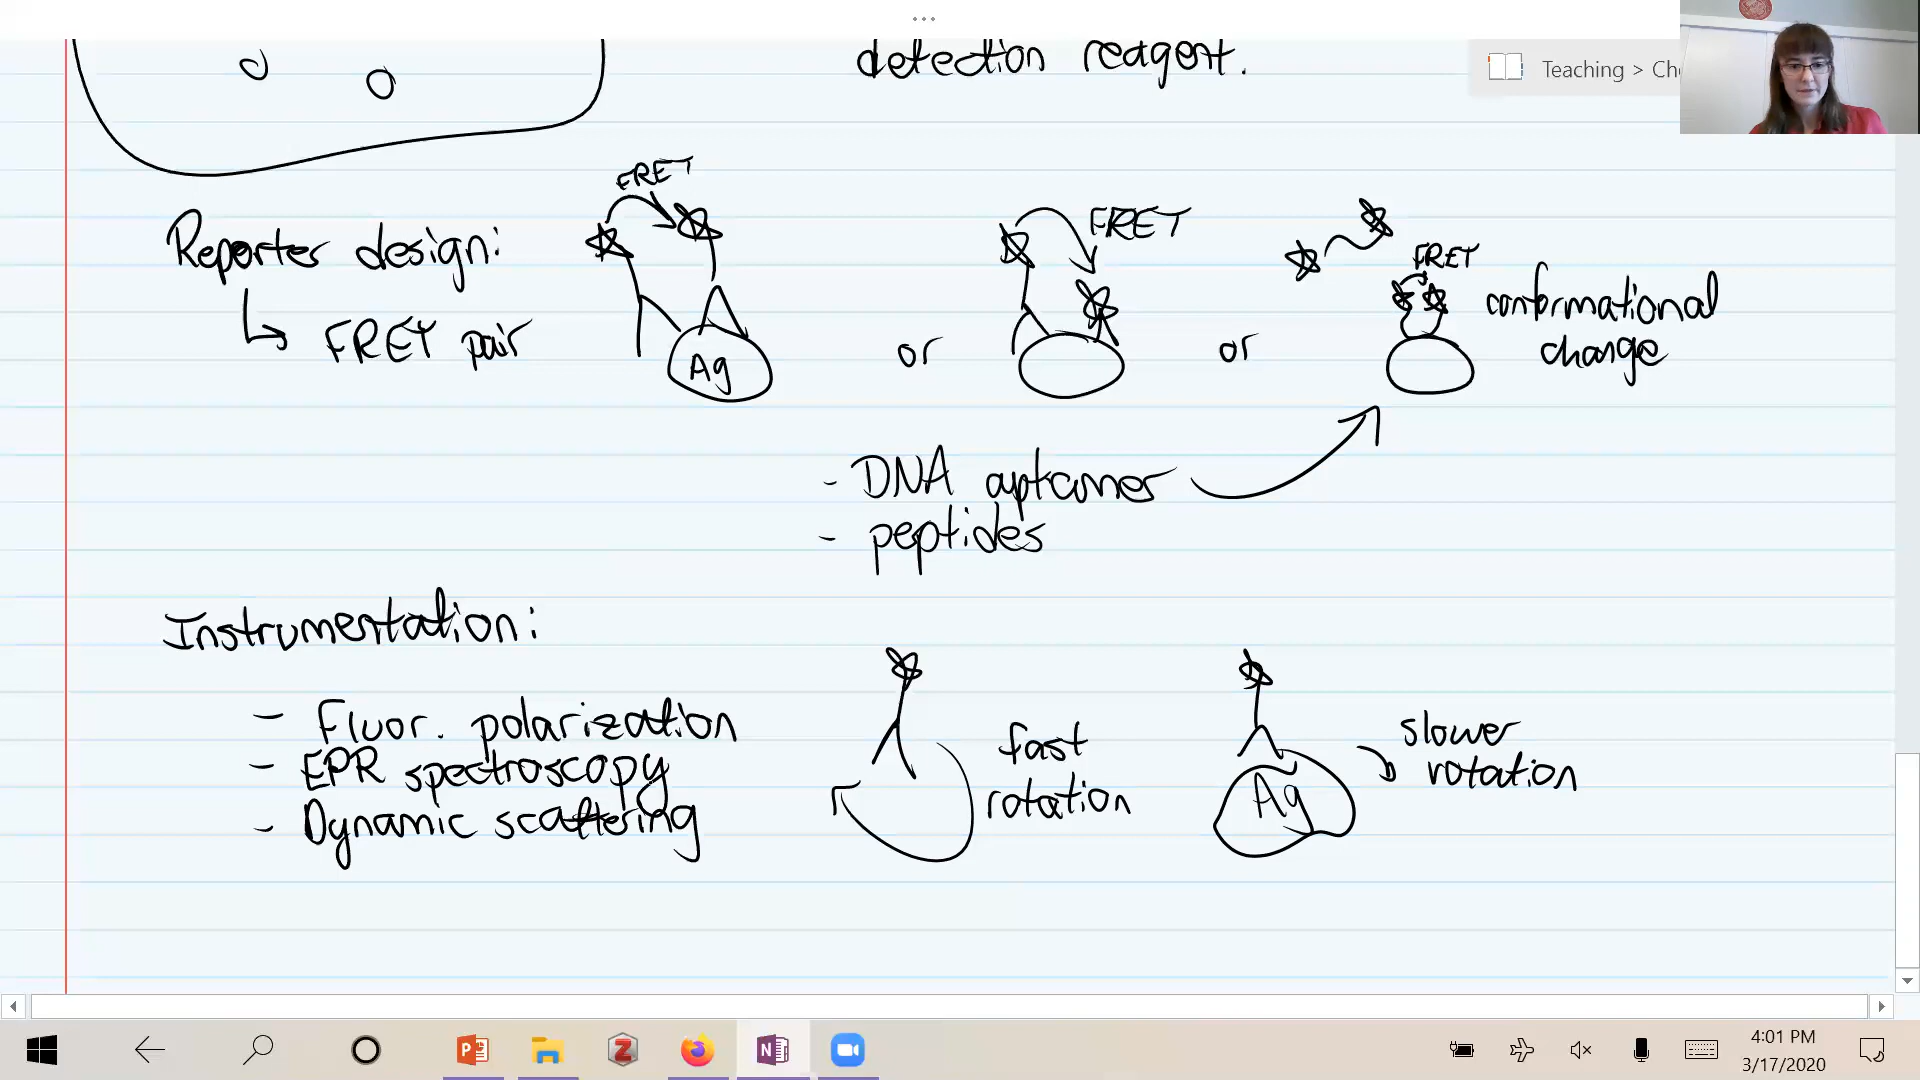 detection reagent.
Teaching > Ch
FRET
Reporter design:
FRET
FRET
FRET pair
Ag
or
or
conformational
change
- DNA aptamer
- peptides
Instrumentation:
- Fluor. polarization
- EPR spectroscopy
- Dynamic scattering
fast
rotation
Ag
slower
rotation
4:01 PM
3/17/2020